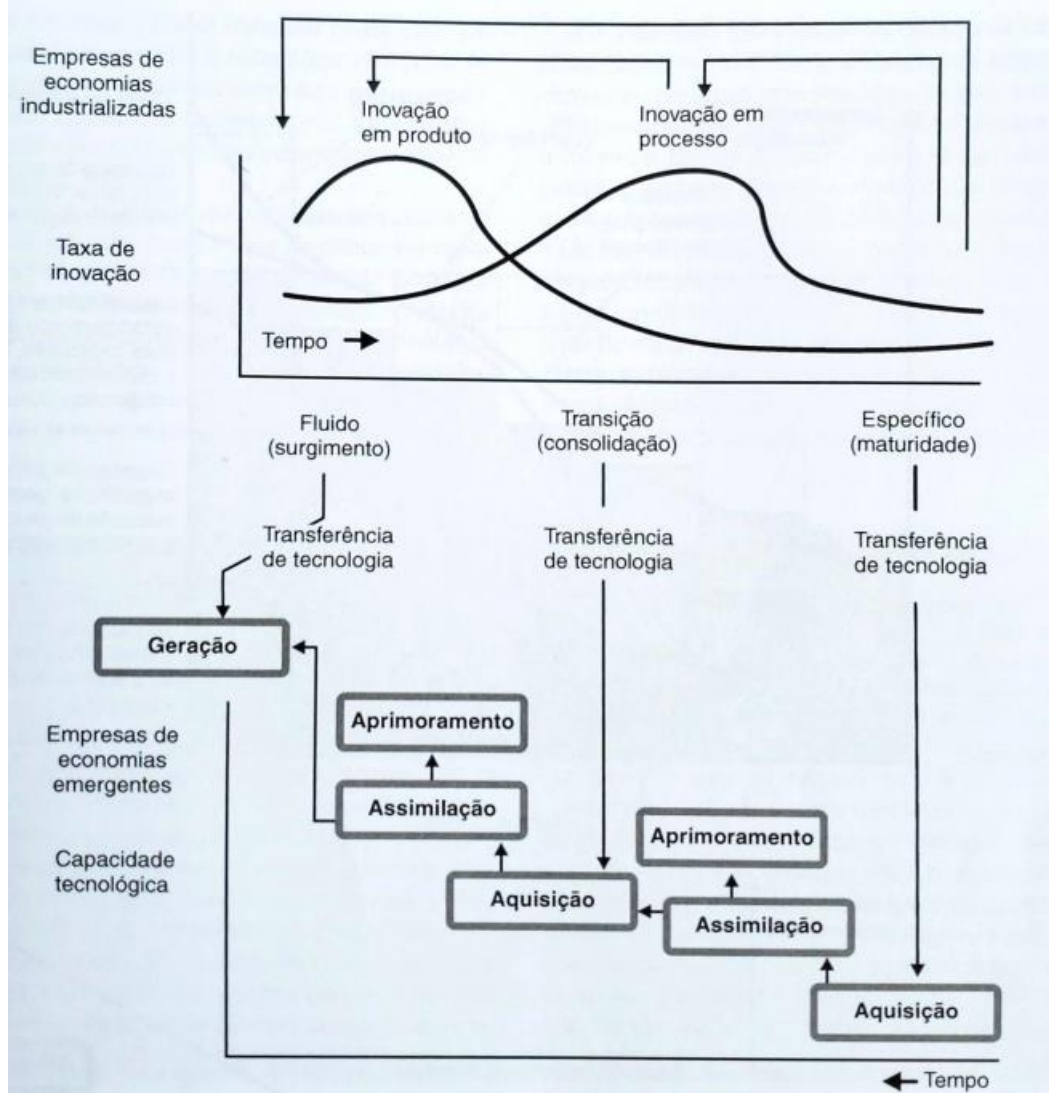 Empresas de
economias
industrializadas
Inovação
em produto
Inovação em
processo
Taxa de
inovação
Tempo
Fluido
(surgimento)
Transição
(consolidação)
Específico
(maturidade)
Transferência
de tecnologia
Transferência
de tecnologia
Transferência
de tecnologia
Geração
Empresas de
economias
emergentes
Aprimoramento
Assimilação
Capacidade
tecnológica
Aprimoramento
Aquisição
Assimilação
Aquisição
Tempo